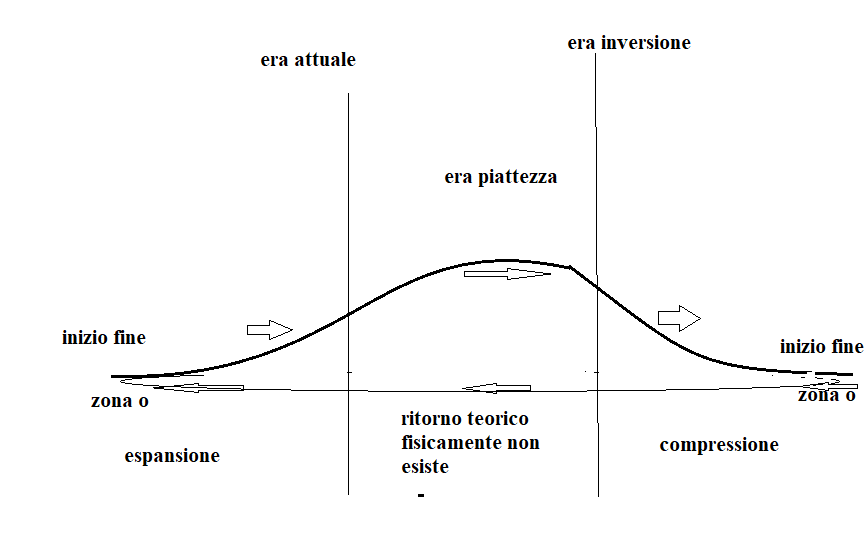 era attuale
era inversione
era piattezza
inizio fine
inizio fine
zona o
zona o
ritorno teorico
fisicamente non
esiste
espansione
compressione